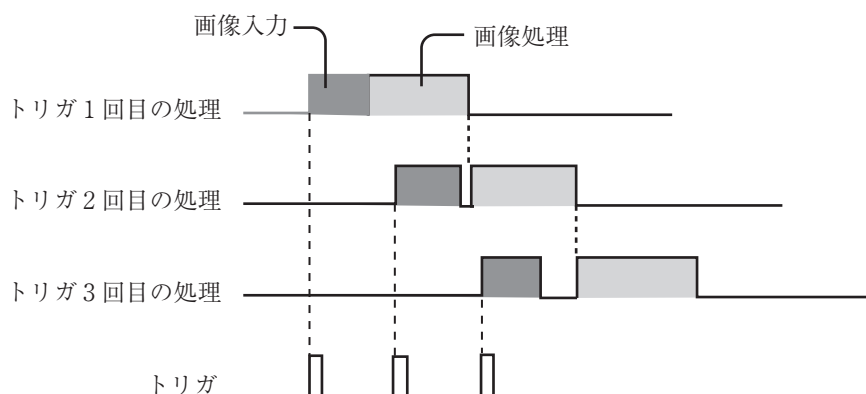 画像入力
画像処理
トリガ1回目の処理
トリガ2回目の処理
トリガ3回目の処理
トリガ